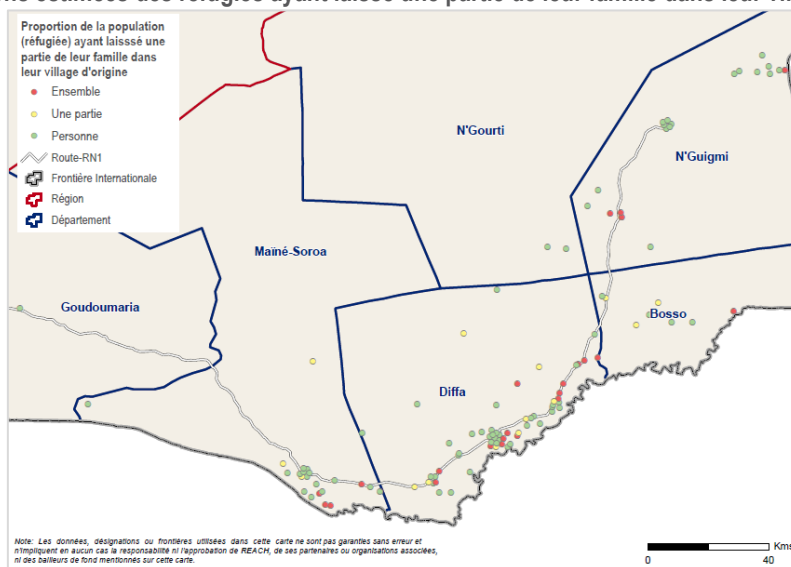 Proportion de la population
(réfugiée) ayant laisssé une
partie de leur famille dans
leur village d'origine
Ensemble
Une partie
Personne
Route-RN1
Frontière Internationale
Région
Département
N'Gourti
N'Guigmi
Maïné-Soroa
Goudoumaria
Bosso
Diffa
Note: Les données, désignations ou frontières utilisées dans cette carte ne sont pas garanties sans erreur et
n'impliquent en aucun cas la responsabilité ni l'approbation de REACH, de ses partenaires ou organisations associées,
ni des bailleurs de fond mentionnés sur cette carte.
Kms
0 40